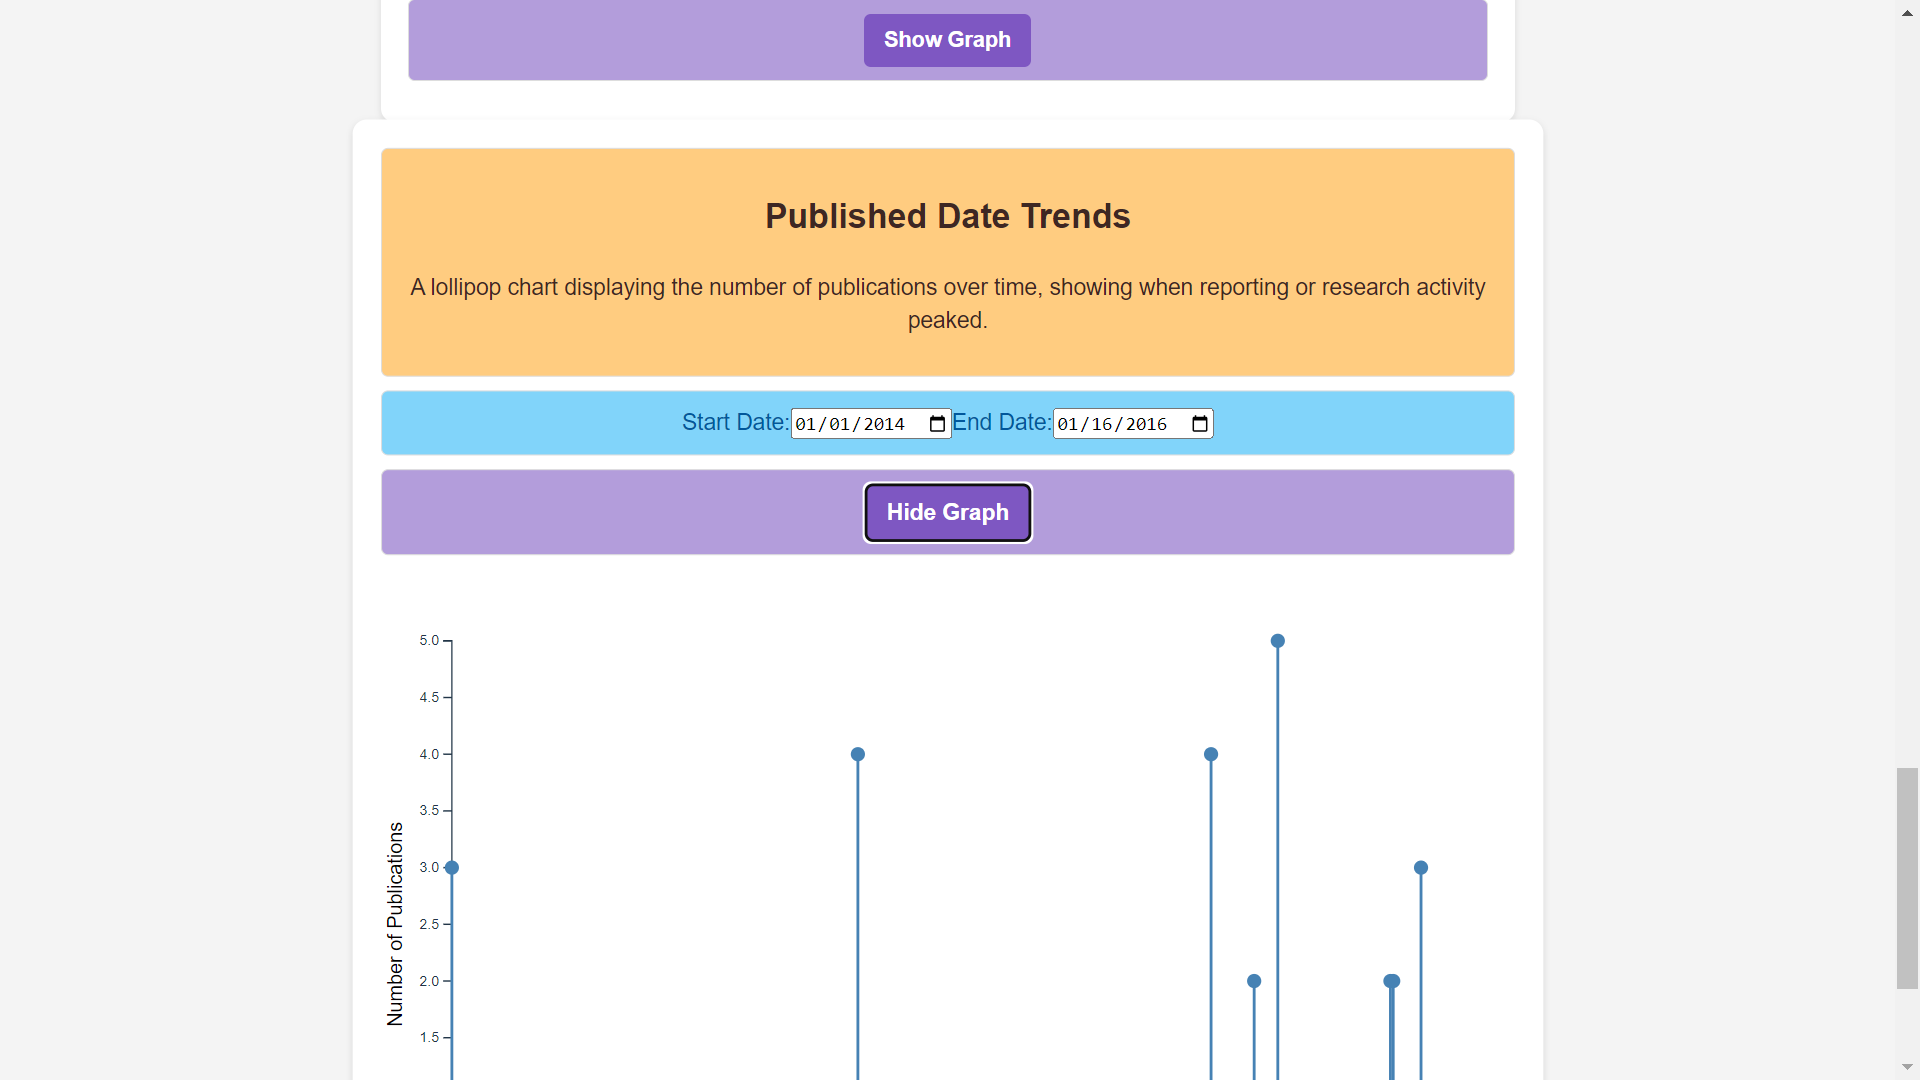 Show Graph
Published Date Trends
A lollipop chart displaying the number of publications over time, showing when reporting or research activity
peaked.
Start Date: 01/01/2014 End Date: 01/16/2016
Hide Graph
5.0
4.5
4.0
3.5
3.0
2.5
2.0
1.5
Number of Publications